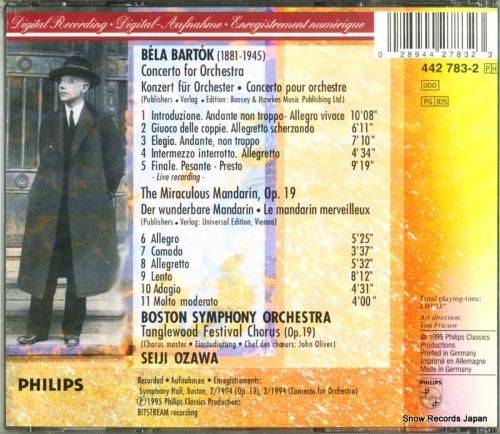 Digital Recording • Digital-Aufnahme • Enregistrement numérique
0 28944 27832 3
442 783-2 PH
DDD
PG 925
BÉLA BARTÓK (1881-1945)
Concerto for Orchestra
Konzert für Orchester • Concerto pour orchestre
(Publishers • Verlag • Edition: Boosey & Hawkes Music Publishing Ltd)
1 Introduzione. Andante non troppo - Allegro vivace 10'08"
2 Giuoco delle coppie. Allegretto scherzando 6'11"
3 Elegia. Andante, non troppo 7'10"
4 Intermezzo interrotto. Allegretto 4'34"
5 Finale. Pesante - Presto 9'19"
- Live recording -
The Miraculous Mandarin, Op. 19
Der wunderbare Mandarin • Le mandarin merveilleux
(Publishers • Verlag: Universal Edition, Vienna)
6 Allegro 5'25"
7 Comodo 3'37"
8 Allegretto 5'32"
9 Lento 8'12"
10 Adagio 4'31"
11 Molto moderato 4'00"
BOSTON SYMPHONY ORCHESTRA
Tanglewood Festival Chorus (Op.19)
(Chorus master • Einstudierung • Chef des chœurs: John Oliver)
SEIJI OZAWA
Recorded • Aufnahmen • Enregistrements:
Symphony Hall, Boston, 2/1994 (Op. 19); 3/1994 (Concerto for Orchestra)
Ⓟ 1995 Philips Classics Productions
BITSTREAM recording
PHILIPS
Total playing-time:
Art direction:
Ton Friesen
© 1995 Philips Classics
Productions
Printed in Germany
Imprimé en Allemagne
Made in Germany
PHILIPS
Snow Records Japan
www.snowrecords.jp